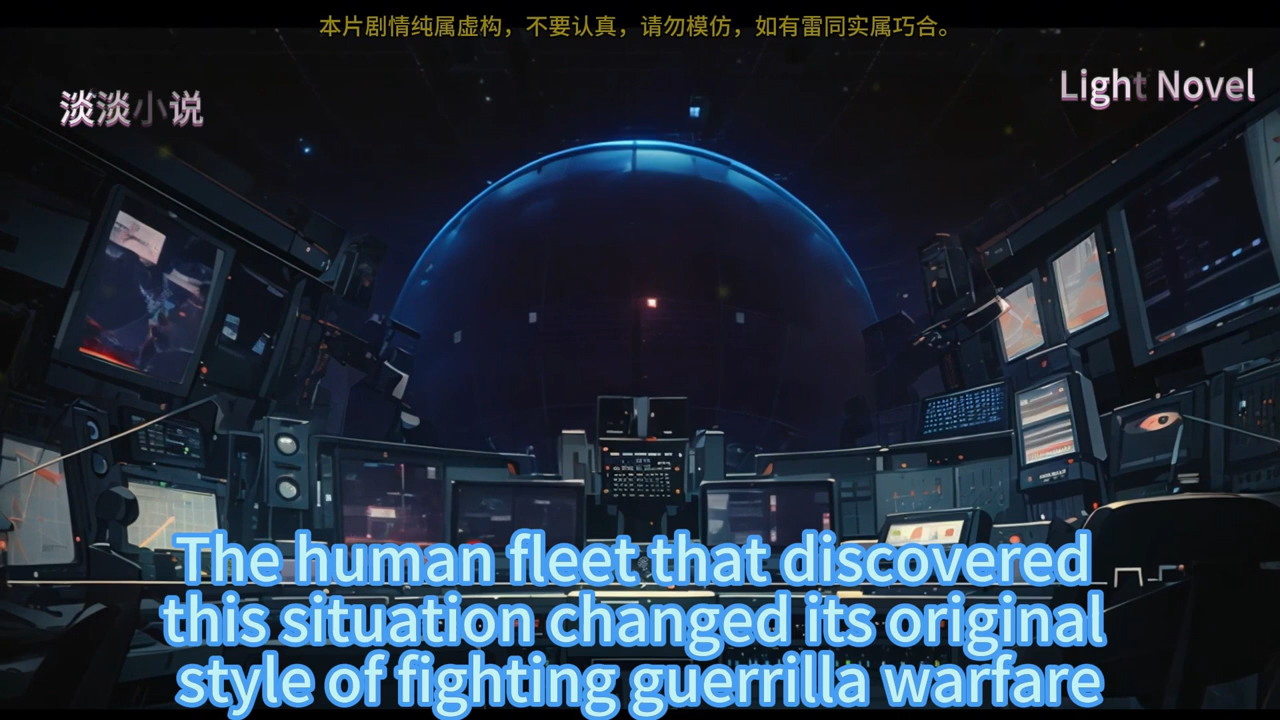 本片剧情纯属虚构，不要认真，请勿模仿，如有雷同实属巧合。
淡淡小说
Light Novel
The human fleet that discovered
this situation changed its original
style of fighting guerrilla warfare